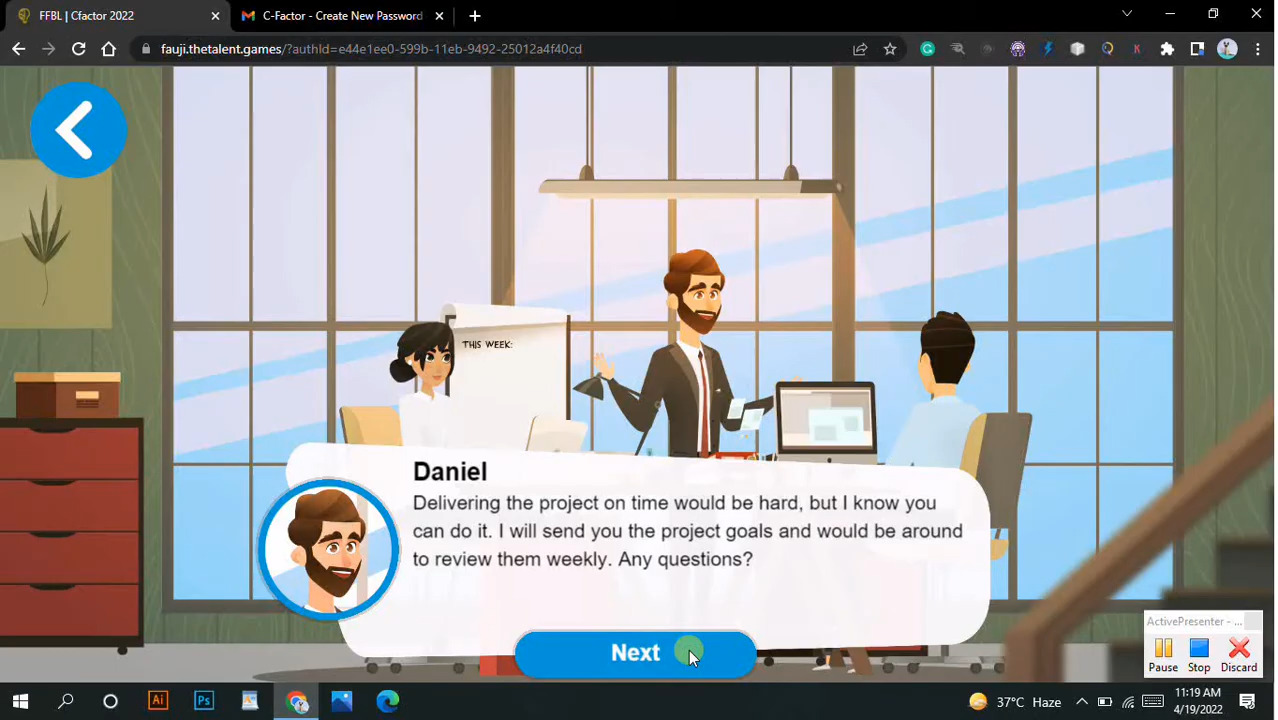 FFBL | Cfactor 2022
C-Factor - Create New Password
fauji.thetalent.games/?authId=e44e1ee0-599b-11eb-9492-25012a4f40cd
THIS WEEK:
Daniel
Delivering the project on time would be hard, but I know you
can do it. I will send you the project goals and would be around
to review them weekly. Any questions?
Next
ActivePresenter - ...
Pause Stop Discard
Ai Ps 37°C Haze
11:19 AM
4/19/2022